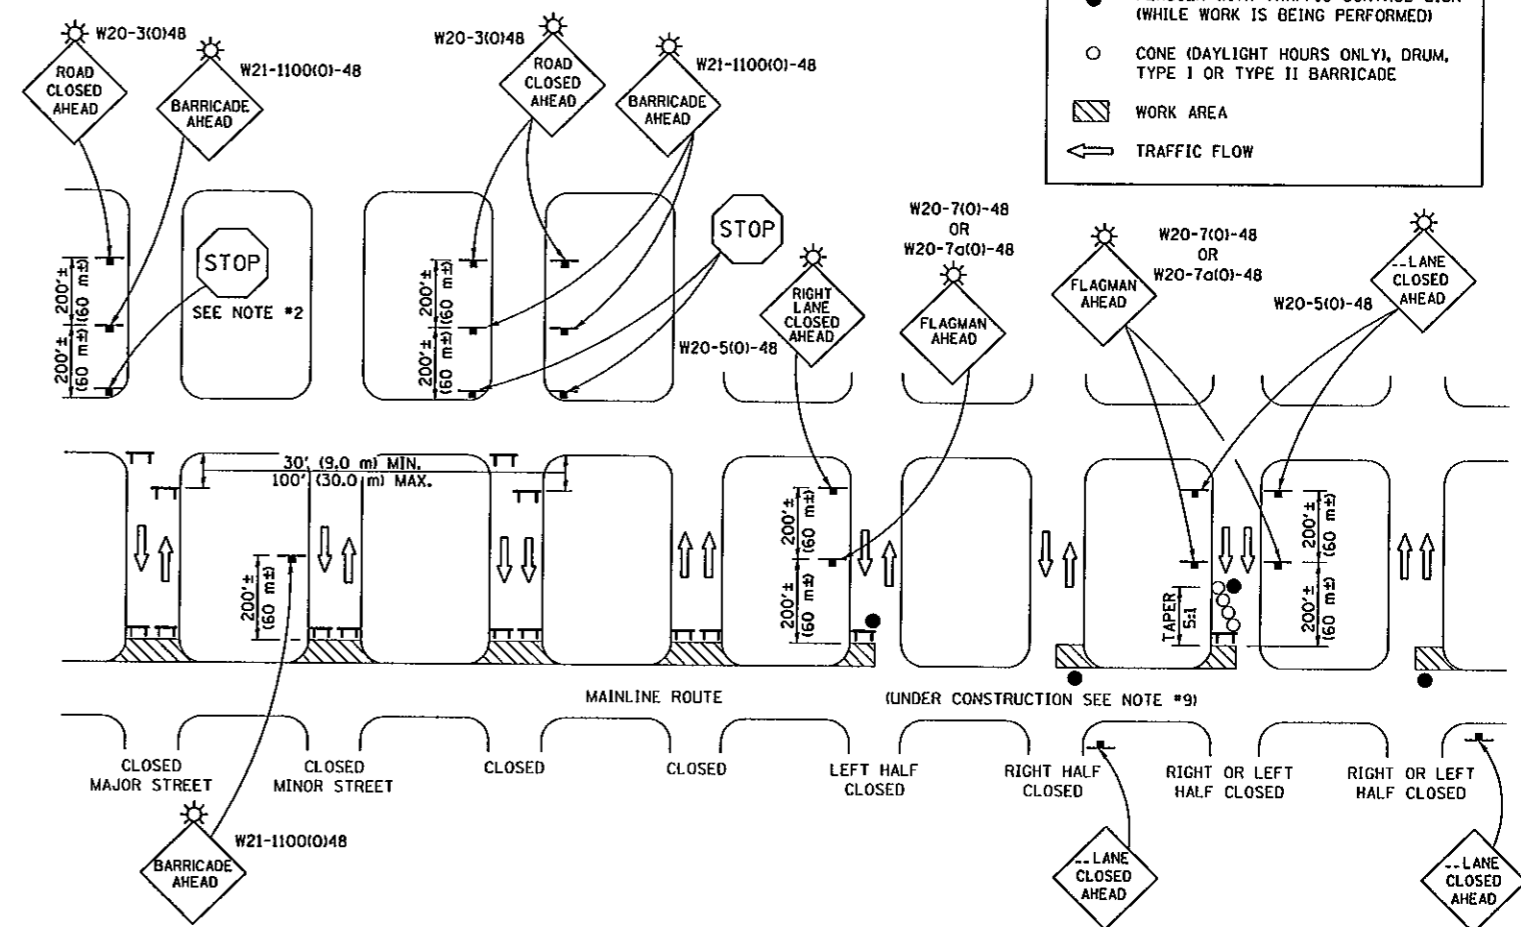 (WHILE WORK IS BEING PERFORMED)
CONE (DAYLIGHT HOURS ONLY), DRUM,
TYPE I OR TYPE II BARRICADE
WORK AREA
TRAFFIC FLOW
W20-3(O)48
ROAD
CLOSED
AHEAD
W21-1100(O)-48
BARRICADE
AHEAD
W20-3(O)48
ROAD
CLOSED
AHEAD
W21-1100(O)-48
BARRICADE
AHEAD
STOP
SEE NOTE #2
STOP
W20-5(O)-48
RIGHT
LANE
CLOSED
AHEAD
W20-7(O)-48
OR
W20-7a(O)-48
FLAGMAN
AHEAD
FLAGMAN
AHEAD
W20-7(O)-48
OR
W20-7a(O)-48
W20-5(O)-48
--LANE
CLOSED
AHEAD
200'±
(60 m±)
200'±
(60 m±)
200'±
(60 m±)
200'±
(60 m±)
30' (9.0 m) MIN.
100' (30.0 m) MAX.
200'±
(60 m±)
200'±
(60 m±)
200'±
(60 m±)
TAPER
5:1
200'±
(60 m±)
200'±
(60 m±)
MAINLINE ROUTE
(UNDER CONSTRUCTION SEE NOTE #9)
CLOSED
MAJOR STREET
CLOSED
MINOR STREET
CLOSED
CLOSED
LEFT HALF
CLOSED
RIGHT HALF
CLOSED
RIGHT OR LEFT
HALF CLOSED
RIGHT OR LEFT
HALF CLOSED
BARRICADE
AHEAD
W21-1100(O)48
--LANE
CLOSED
AHEAD
--LANE
CLOSED
AHEAD